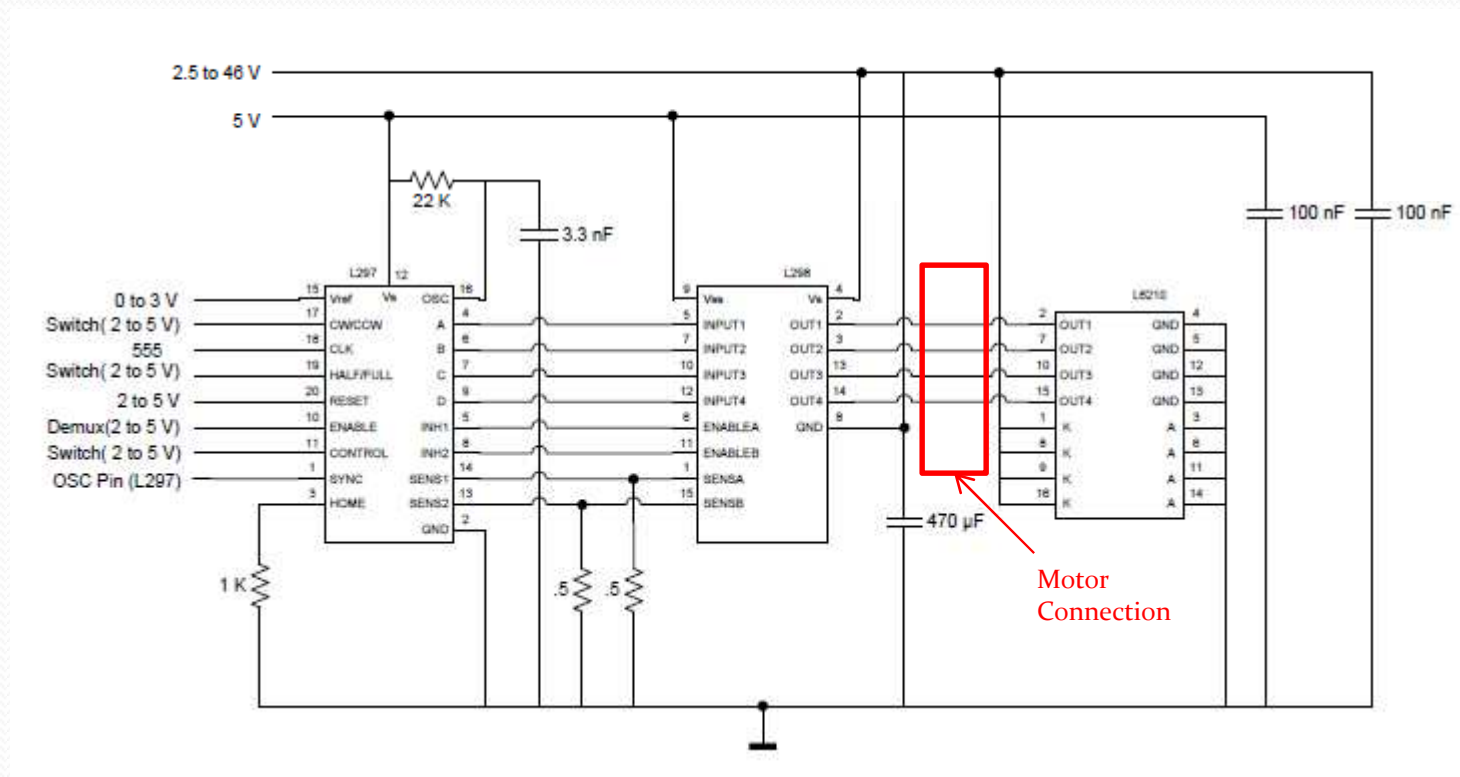 2.5 to 46 V
5 V
22 K
3.3 nF
100 nF
100 nF
L297
12
15
Vref
Vs
OSC
16
17
CW/CCW
A
4
18
CLK
B
6
19
HALF/FULL
C
7
20
RESET
D
9
10
ENABLE
INH1
5
11
CONTROL
INH2
8
1
SYNC
SENS1
14
3
HOME
SENS2
13
GND
2
0 to 3 V
Switch( 2 to 5 V)
555
Switch( 2 to 5 V)
2 to 5 V
Demux(2 to 5 V)
Switch( 2 to 5 V)
OSC Pin (L297)
1 K
.5
.5
L298
9
Vss
Vs
4
5
INPUT1
OUT1
2
7
INPUT2
OUT2
3
10
INPUT3
OUT3
13
12
INPUT4
OUT4
14
6
ENABLEA
GND
8
11
ENABLEB
1
SENSA
15
SENSB
470 µF
L6210
2
OUT1
GND
4
7
OUT2
GND
5
10
OUT3
GND
12
15
OUT4
GND
13
1
K
A
3
8
K
A
6
9
K
A
11
16
K
A
14
Motor
Connection